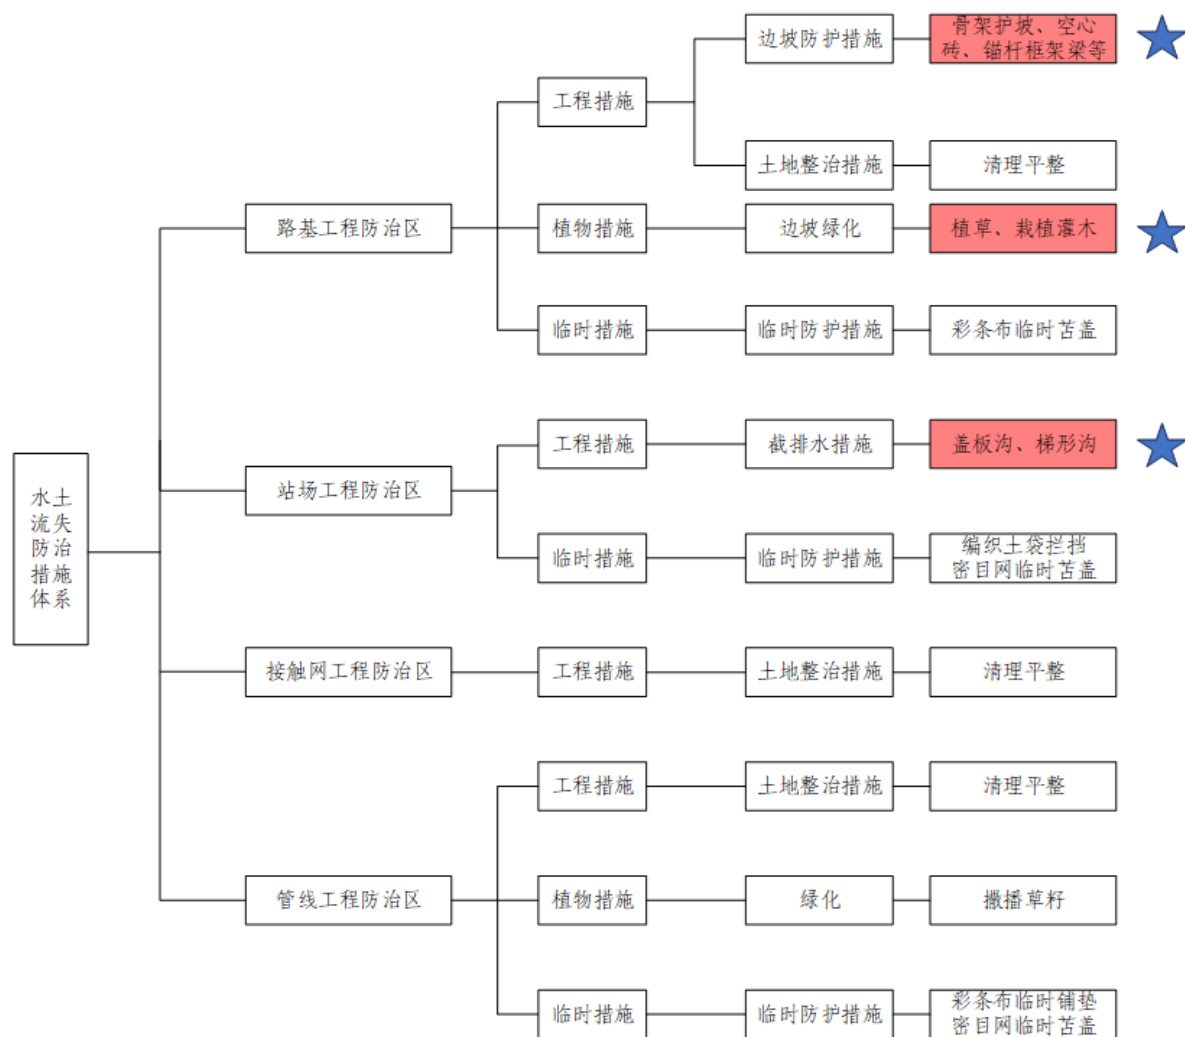 水土
流失
防治
措施
体系
路基工程防治区
工程措施
边坡防护措施
骨架护坡、空心
砖、锚杆框架梁等
土地整治措施
清理平整
植物措施
边坡绿化
植草、栽植灌木
临时措施
临时防护措施
彩条布临时苫盖
站场工程防治区
工程措施
截排水措施
盖板沟、梯形沟
临时措施
临时防护措施
编织土袋拦挡
密目网临时苫盖
接触网工程防治区
工程措施
土地整治措施
清理平整
管线工程防治区
工程措施
土地整治措施
清理平整
植物措施
绿化
撒播草籽
临时措施
临时防护措施
彩条布临时铺垫
密目网临时苫盖